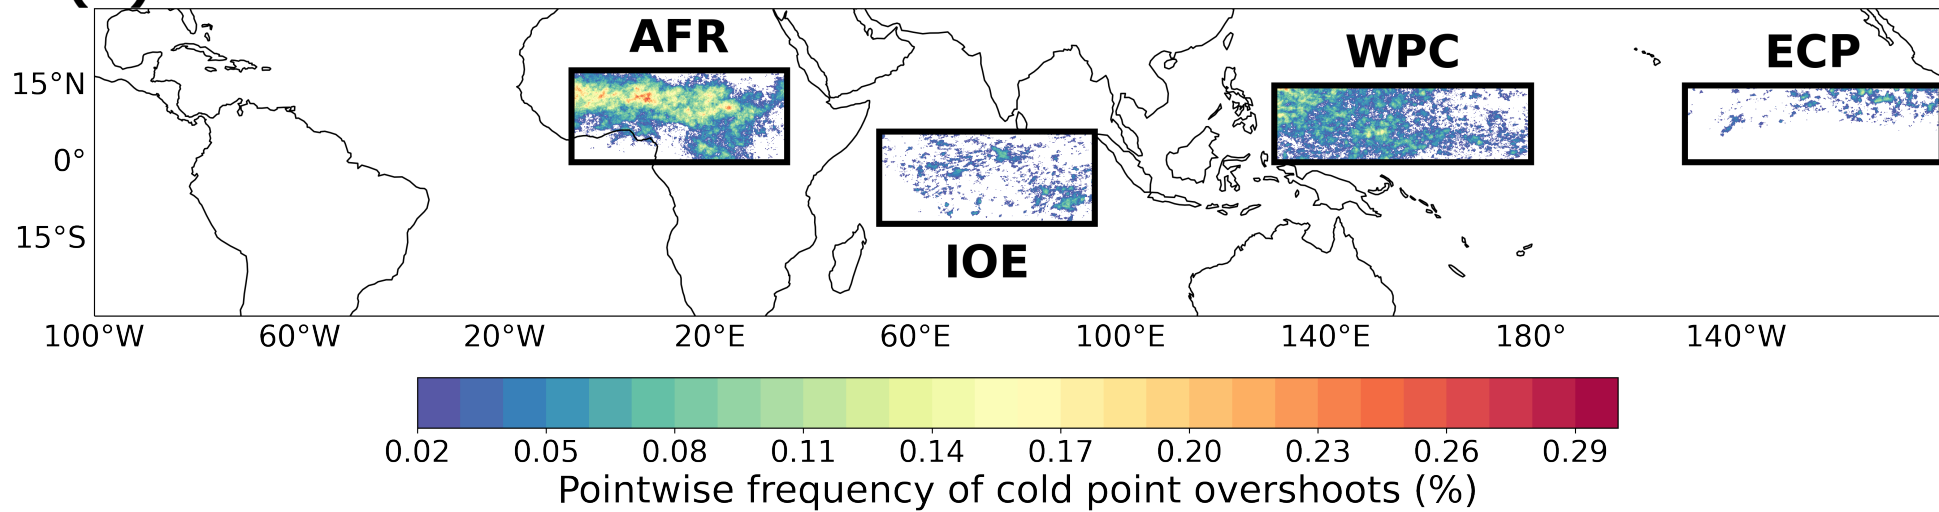 AFR
WPC
ECP
IOE
15°N
0°
15°S
100°W 60°W 20°W 20°E 60°E 100°E 140°E 180° 140°W
0.02 0.05 0.08 0.11 0.14 0.17 0.20 0.23 0.26 0.29
Pointwise frequency of cold point overshoots (%)